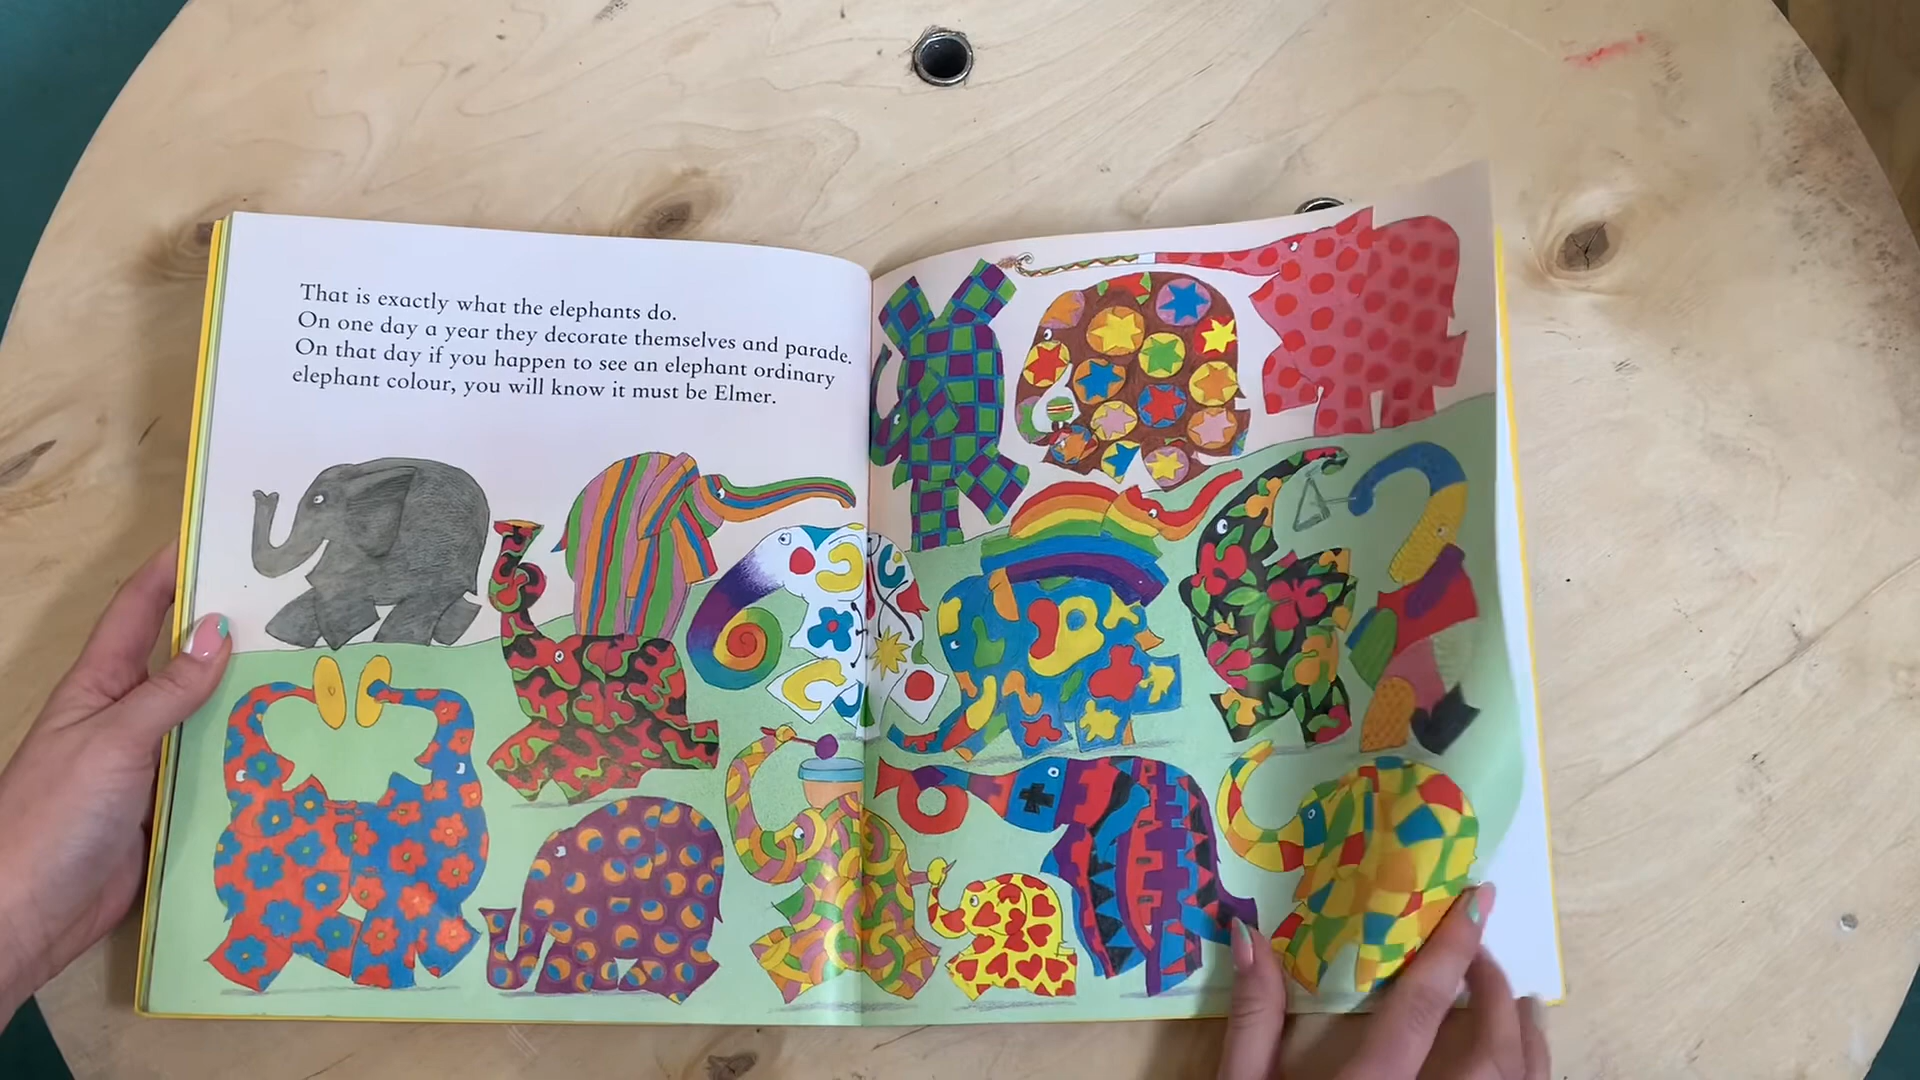 That is exactly what the elephants do.
On one day a year they decorate themselves and parade.
On that day if you happen to see an elephant ordinary
elephant colour, you will know it must be Elmer.